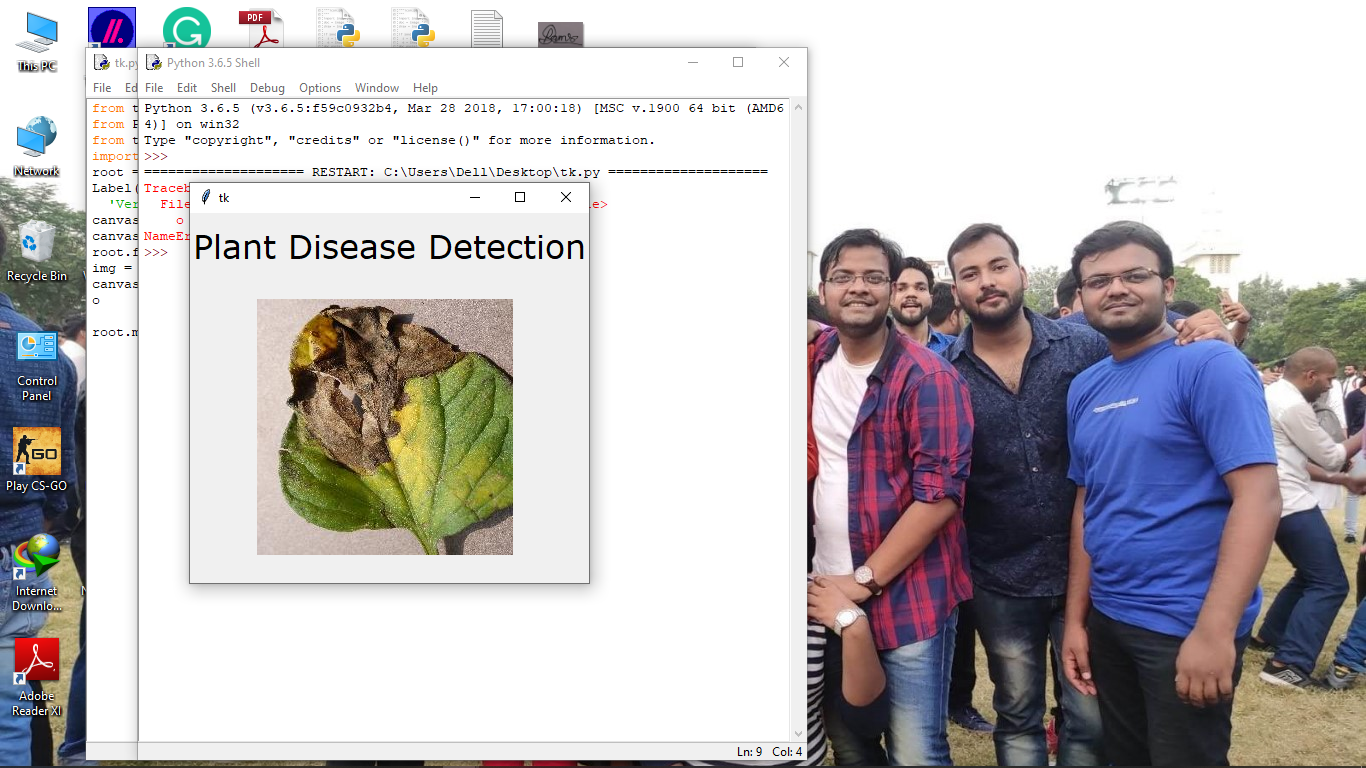 This PC
Network
Recycle Bin
Control
Panel
GO
Play CS-GO
Internet
Downlo...
Adobe
Reader XI
PDF
tk.py
File Ed
from t
from P
from t
import
root =
Label(
'Ver
canvas
canvas
root.f
img =
canvas
o
root.m
Python 3.6.5 Shell
File Edit Shell Debug Options Window Help
Python 3.6.5 (v3.6.5:f59c0932b4, Mar 28 2018, 17:00:18) [MSC v.1900 64 bit (AMD6
4)] on win32
Type "copyright", "credits" or "license()" for more information.
>>>
==================== RESTART: C:\Users\Dell\Desktop\tk.py ====================
Traceb
File
e>
o
NameEr
>>>
tk
Plant Disease Detection
Ln: 9 Col: 4